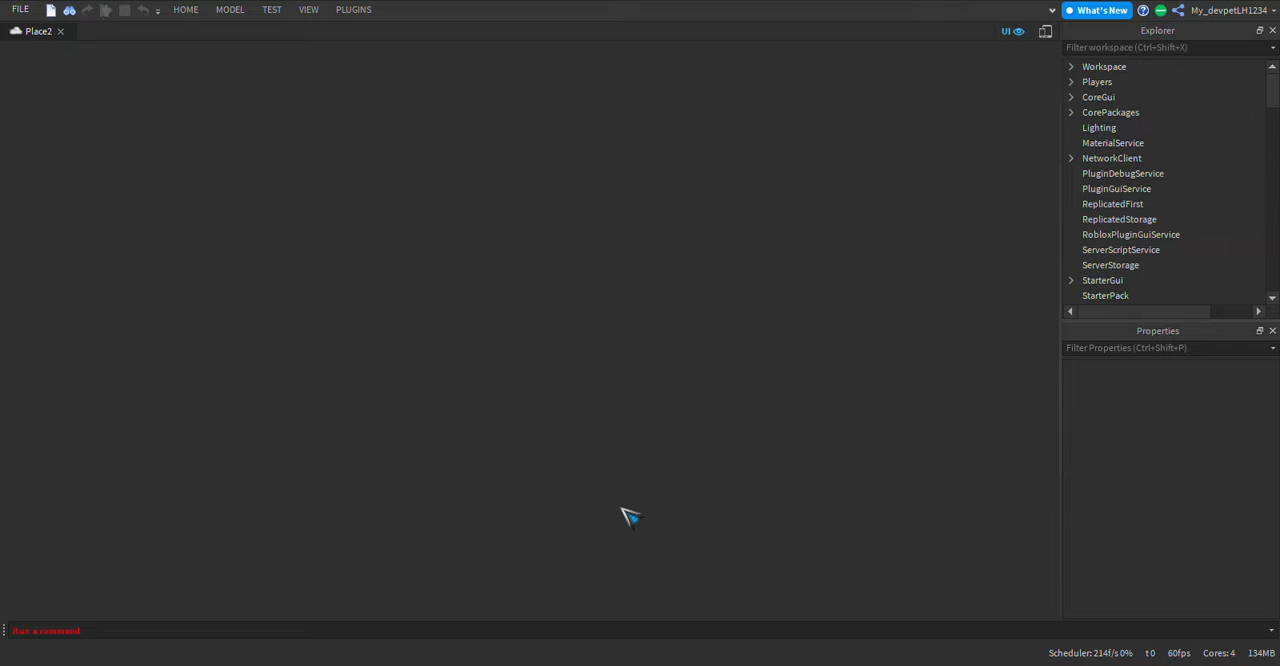 FILE HOME MODEL TEST VIEW PLUGINS What's New My_devpetLH1234
Place2 UI
Explorer
Filter workspace (Ctrl+Shift+X)
Workspace
Players
CoreGui
CorePackages
Lighting
MaterialService
NetworkClient
PluginDebugService
PluginGuiService
ReplicatedFirst
ReplicatedStorage
RobloxPluginGuiService
ServerScriptService
ServerStorage
StarterGui
StarterPack
Properties
Filter Properties (Ctrl+Shift+P)
Run a command
Scheduler: 214f/s 0% t 0 60fps Cores: 4 134MB